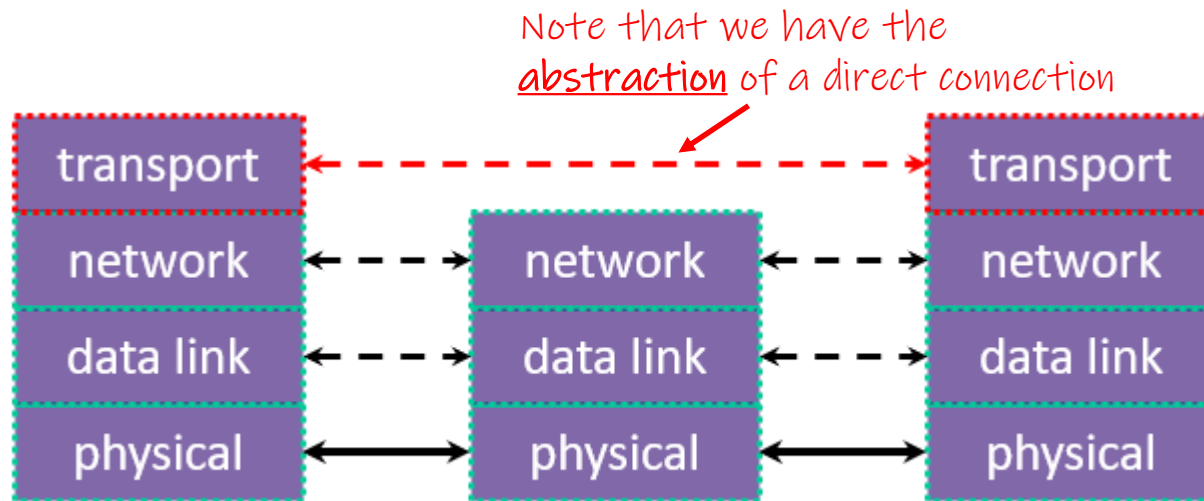 Note that we have the
abstraction of a direct connection
transport transport
network network network
data link data link data link
physical physical physical